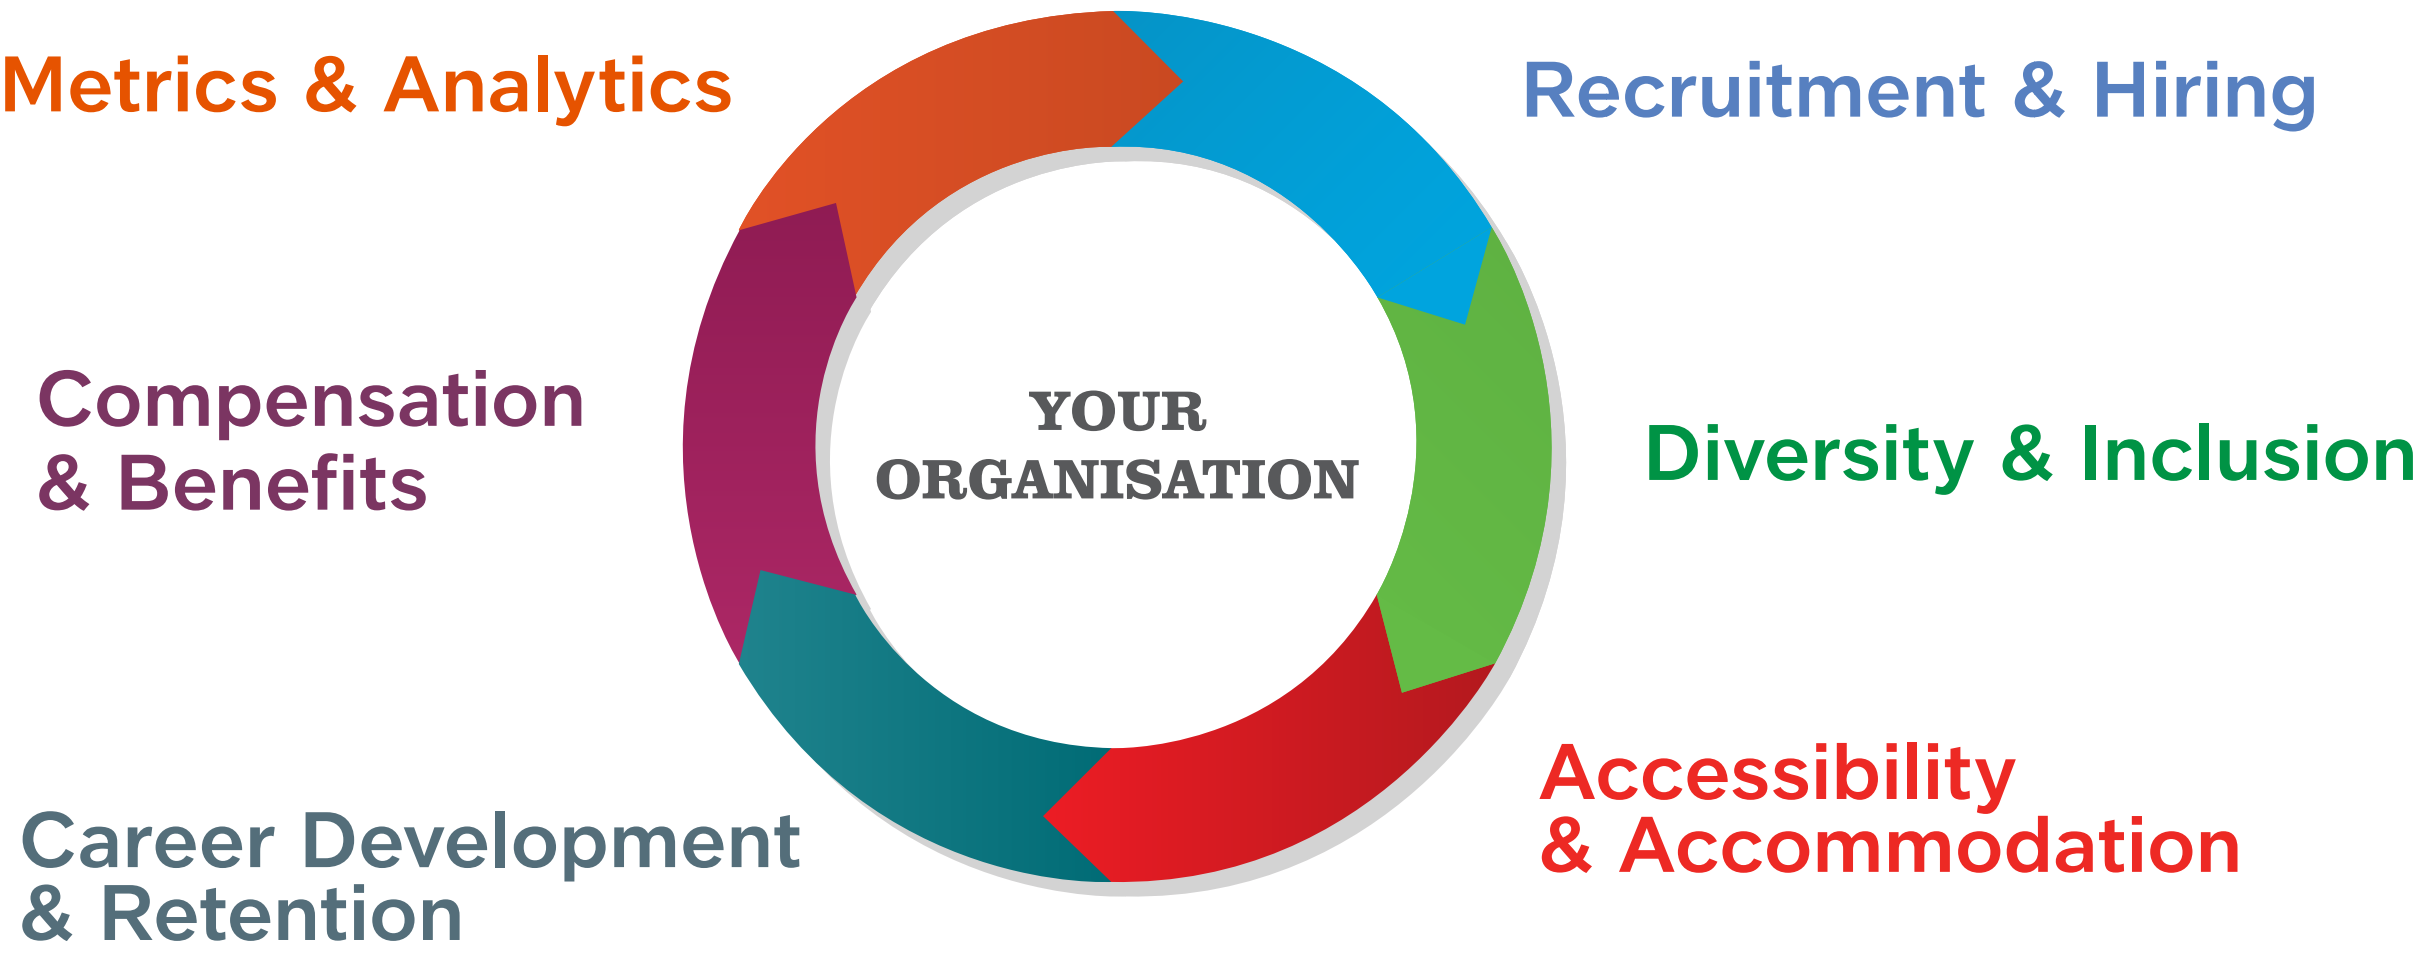 Metrics & Analytics
Recruitment & Hiring
Compensation
& Benefits
YOUR
ORGANISATION
Diversity & Inclusion
Accessibility
& Accommodation
Career Development
& Retention